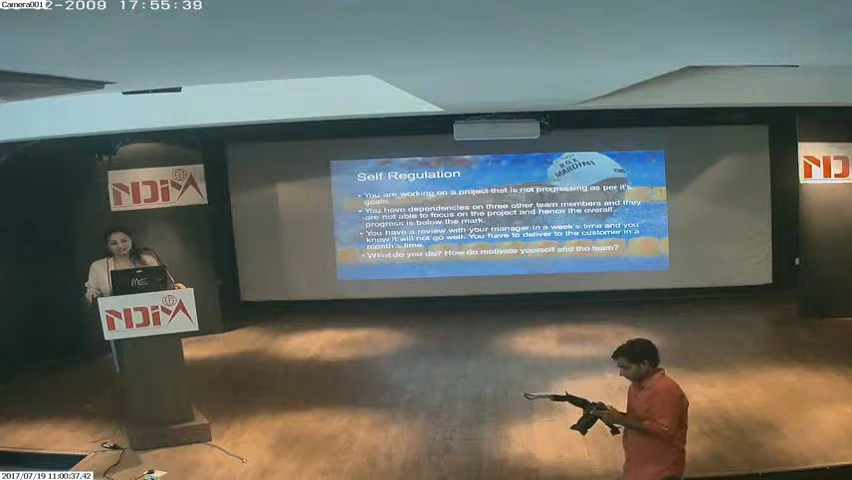 Camera001
-2009 17:55:39
NDIM
NDIM
Self Regulation
R.O.T.
MARDINI
• You are working on a project that is not progressing as per it's
goals.
• You have dependencies on three other team members and they
are not able to focus on the project and hence the overall
progress is below the mark.
• You have a review with your manager in a week's time and you
know it will not go well. You have to deliver to the customer in a
month's time.
• What do you do? How do motivate yourself and the team?
NDIM
2017/07/19 11:00:37.42